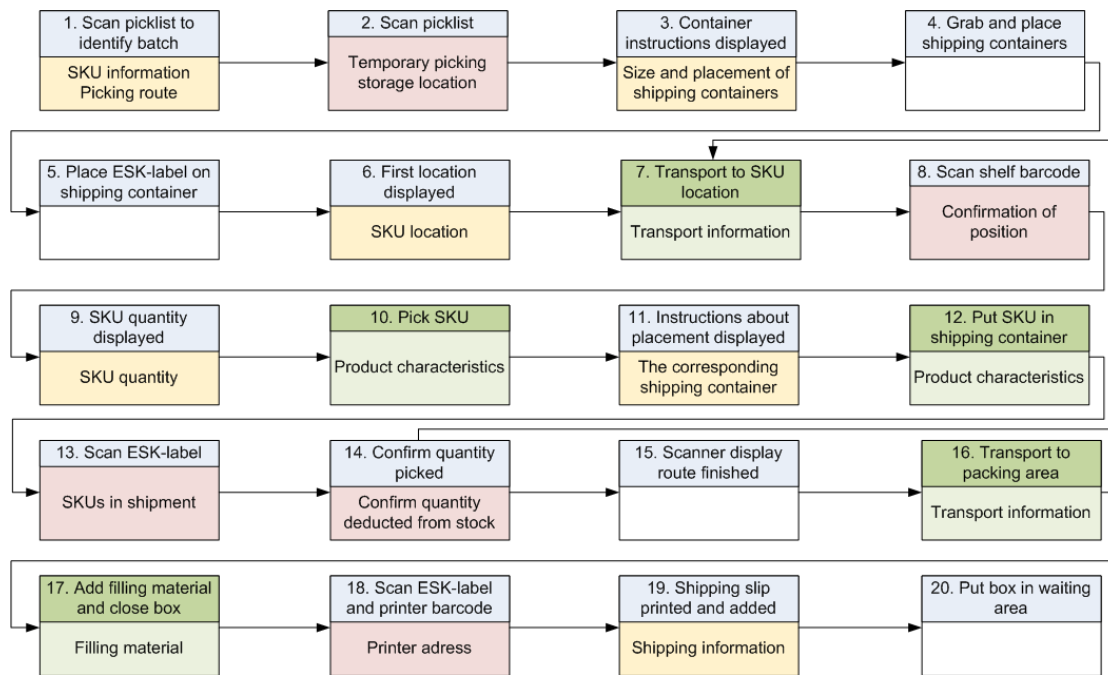 1. Scan picklist to
identify batch
SKU information
Picking route
2. Scan picklist
Temporary picking
storage location
3. Container
instructions displayed
Size and placement of
shipping containers
4. Grab and place
shipping containers
5. Place ESK-label on
shipping container
6. First location
displayed
SKU location
7. Transport to SKU
location
Transport information
8. Scan shelf barcode
Confirmation of
position
9. SKU quantity
displayed
SKU quantity
10. Pick SKU
Product characteristics
11. Instructions about
placement displayed
The corresponding
shipping container
12. Put SKU in
shipping container
Product characteristics
13. Scan ESK-label
SKUs in shipment
14. Confirm quantity
picked
Confirm quantity
deducted from stock
15. Scanner display
route finished
16. Transport to
packing area
Transport information
17. Add filling material
and close box
Filling material
18. Scan ESK-label
and printer barcode
Printer adress
19. Shipping slip
printed and added
Shipping information
20. Put box in waiting
area